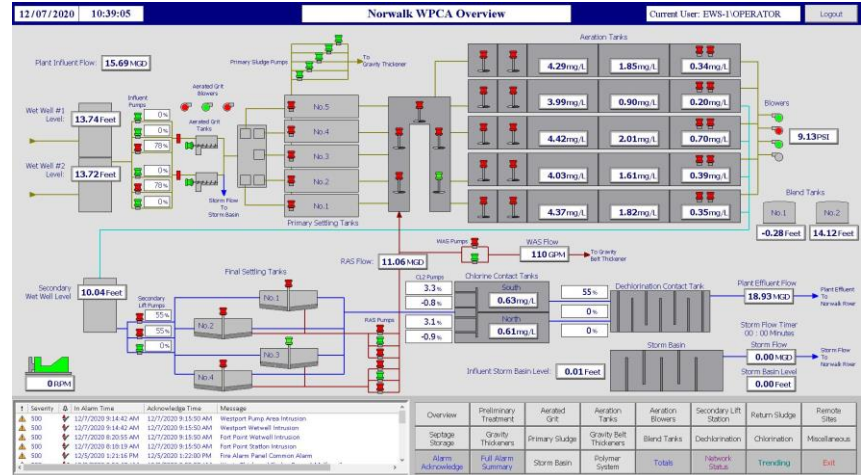 12/07/2020 10:39:05
Norwalk WPCA Overview
Current User: EWS-1\OPERATOR
Logout
Plant Influent Flow: 15.69 MGD
Primary Sludge Pumps
To
Gravity Thickener
Aeration Tanks
4.29mg/L 1.85mg/L 0.34mg/L
3.99mg/L 0.90mg/L 0.20mg/L
4.42mg/L 2.01mg/L 0.70mg/L
4.03mg/L 1.61mg/L 0.39mg/L
4.37mg/L 1.82mg/L 0.35mg/L
Blowers
9.13PSI
Wet Well #1
Level: 13.74 Feet
Wet Well #2
Level: 13.72 Feet
Influent
Pumps
0%
0%
78%
0%
78%
0%
Aerated Grit
Blowers
Aerated Grit
Tanks
Storm Flow
To
Storm Basin
No.5
No.4
No.3
No.2
No.1
Primary Settling Tanks
Blend Tanks
No.1 No.2
-0.28 Feet 14.12 Feet
WAS Pumps
WAS Flow
110 GPM
To Gravity
Belt Thickener
RAS Flow: 11.06 MGD
Secondary
Wet Well Level
10.04 Feet
Secondary
Lift Pumps
55%
55%
0%
0 RPM
Final Settling Tanks
No.1
No.2
No.3
No.4
RAS Pumps
CL2 Pumps
3.3%
-0.8%
3.1%
-0.9%
Chlorine Contact Tanks
South
0.63mg/L
North
0.61mg/L
55%
0%
0%
Dechlorination Contact Tank
Plant Effluent Flow
18.93 MGD
Plant Effluent
To
Norwalk River
Storm Flow Timer
00 : 00 Minutes
Storm Flow
0.00 MGD
Storm Flow
To
Norwalk River
Storm Basin
Storm Basin Level
0.00 Feet
Influent Storm Basin Level: 0.01 Feet
! Severity In Alarm Time Acknowledge Time Message
500 12/7/2020 9:14:42 AM 12/7/2020 9:15:50 AM Westport Pump Area Intrusion
500 12/7/2020 9:14:42 AM 12/7/2020 9:15:50 AM Westport Wetwell Intrusion
500 12/7/2020 8:20:55 AM 12/7/2020 9:15:50 AM Fort Point Wetwell Intrusion
500 12/7/2020 8:19:19 AM 12/7/2020 9:15:50 AM Fort Point Station Intrusion
500 12/5/2020 1:21:16 PM 12/5/2020 1:22:00 PM Fire Alarm Panel Common Alarm
Overview
Preliminary
Treatment
Aerated
Grit
Aeration
Tanks
Aeration
Blowers
Secondary Lift
Station
Return Sludge
Remote
Sites
Septage
Storage
Gravity
Thickeners
Primary Sludge
Gravity Belt
Thickeners
Blend Tanks
Dechlorination
Chlorination
Miscellaneous
Alarm
Acknowledge
Full Alarm
Summary
Storm Basin
Polymer
System
Totals
Network
Status
Trending
Exit